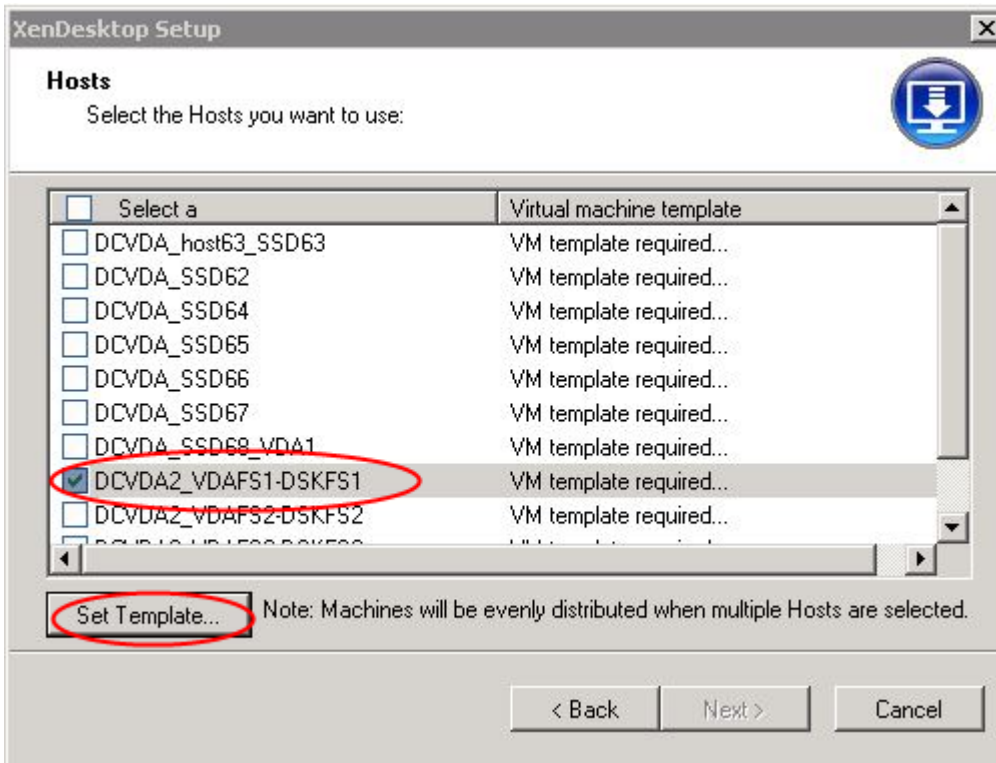 XenDesktop Setup
Hosts
Select the Hosts you want to use:
Select a Virtual machine template
DCVDA_host63_SSD63 VM template required...
DCVDA_SSD62 VM template required...
DCVDA_SSD64 VM template required...
DCVDA_SSD65 VM template required...
DCVDA_SSD66 VM template required...
DCVDA_SSD67 VM template required...
DCVDA_SSD68_VDA1 VM template required...
DCVDA2_VDAFS1-DSKFS1 VM template required...
DCVDA2_VDAFS2-DSKFS2 VM template required...
Set Template... Note: Machines will be evenly distributed when multiple Hosts are selected.
< Back Next > Cancel